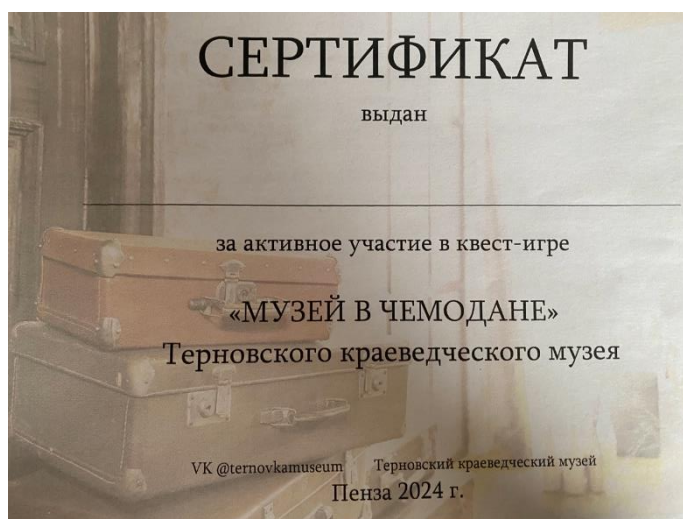 СЕРТИФИКАТ
выдан
за активное участие в квест-игре
«МУЗЕЙ В ЧЕМОДАНЕ»
Терновского краеведческого музея
VK @ternovkamuseum Терновский краеведческий музей
Пенза 2024 г.